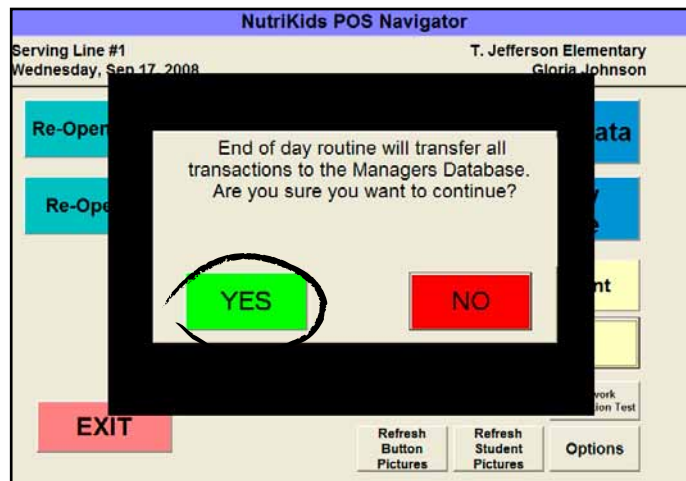 NutriKids POS Navigator
Serving Line #1
T. Jefferson Elementary
Wednesday, Sep 17, 2008
Gloria Johnson
Re-Open
End of day routine will transfer all
transactions to the Managers Database.
Are you sure you want to continue?
YES
NO
EXIT
Refresh
Button
Pictures
Refresh
Student
Pictures
Options